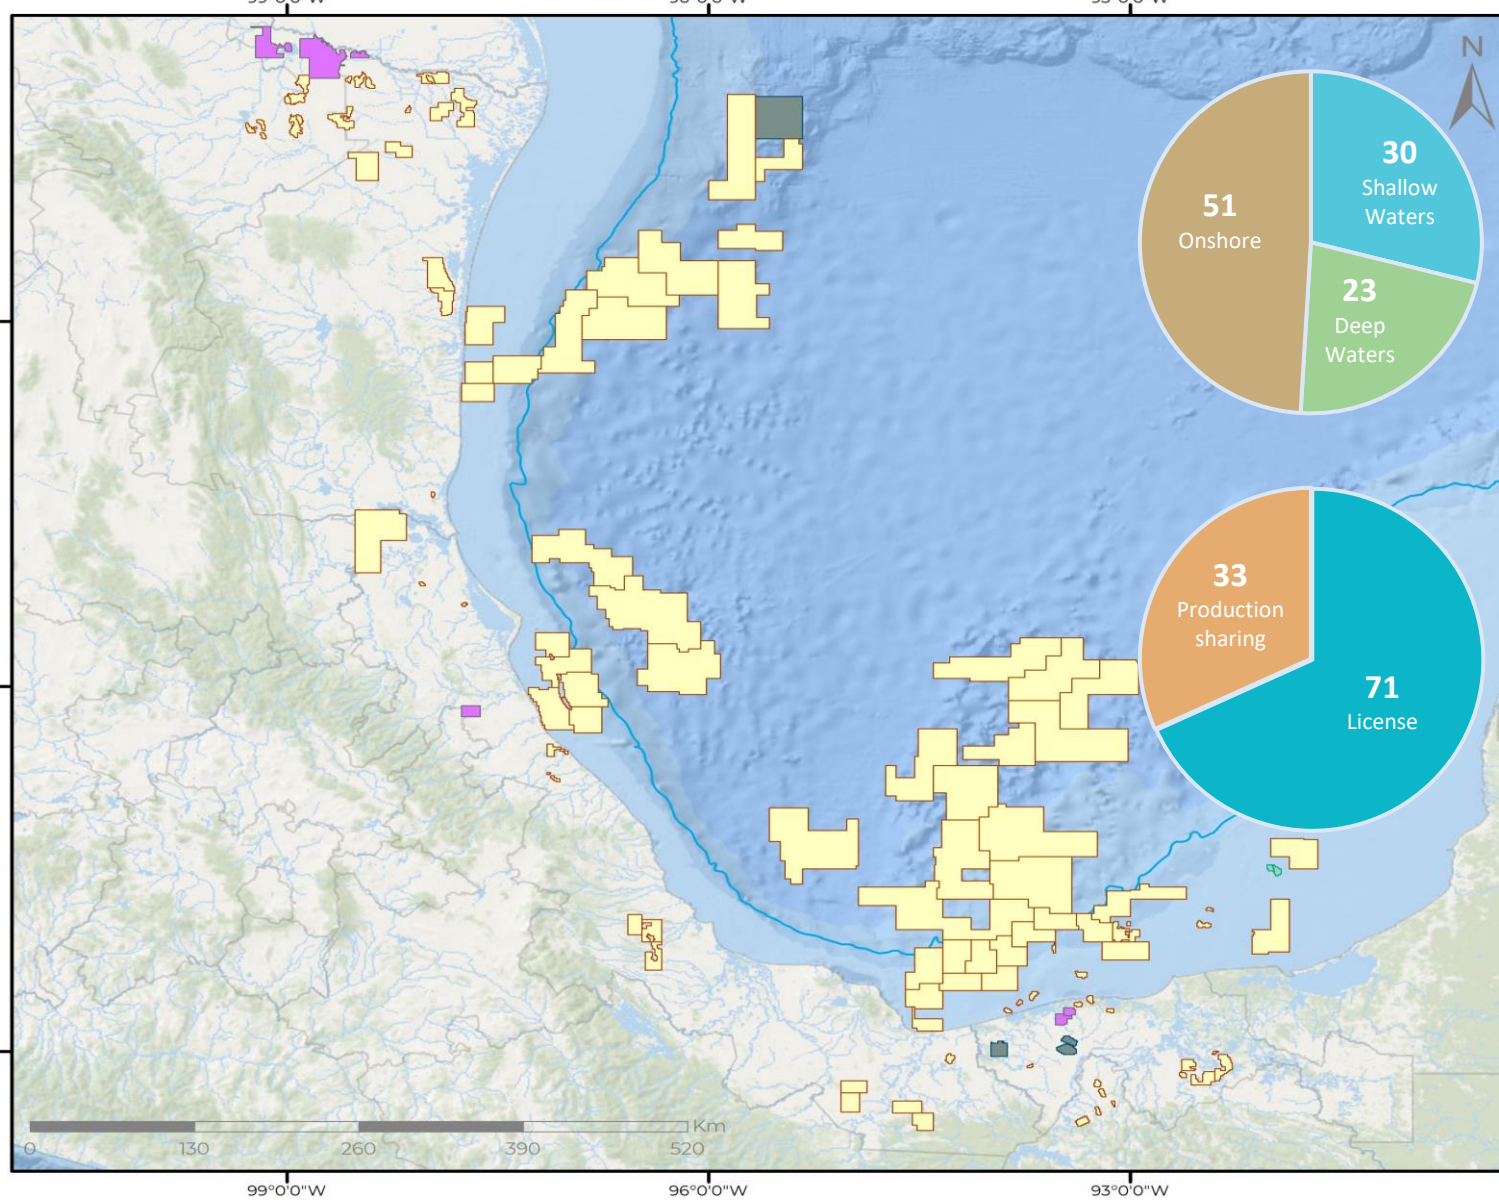 N
30
Shallow
Waters
51
Onshore
23
Deep
Waters
33
Production
sharing
71
License
Km
0 130 260 390 520
99°0'0"W 96°0'0"W 93°0'0"W